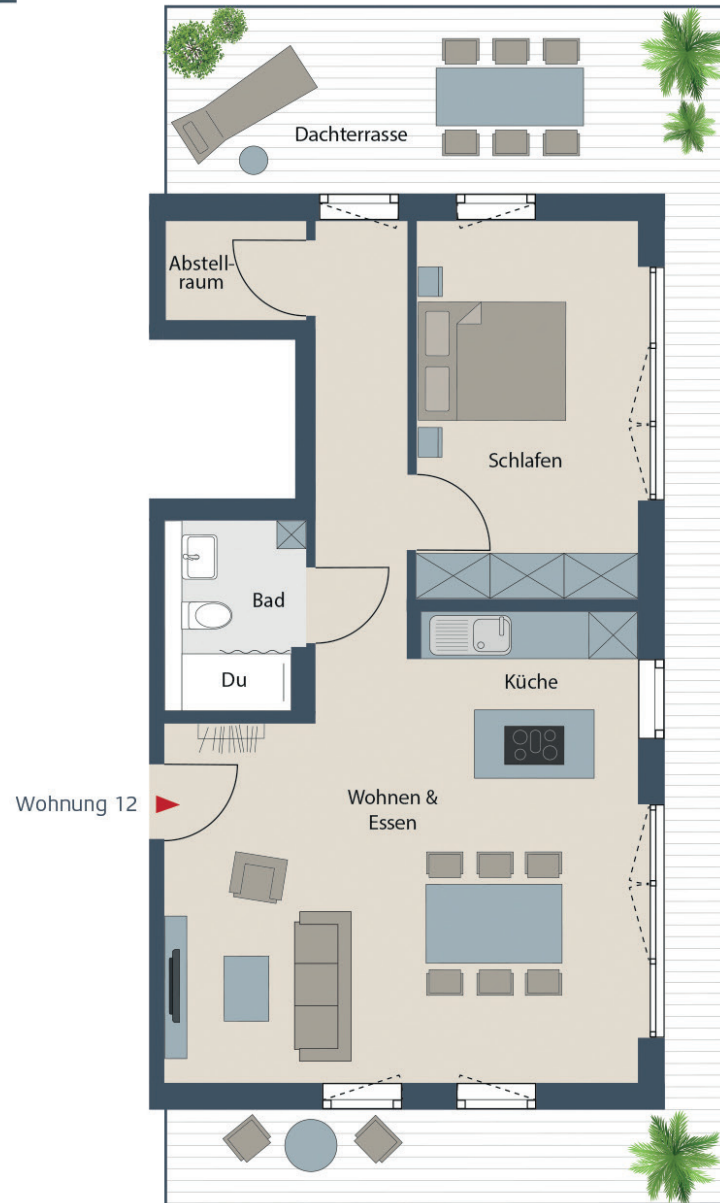 Dachterrasse
Abstell-
raum
Schlafen
Bad
Du
Küche
Wohnung 12
Wohnen &
Essen